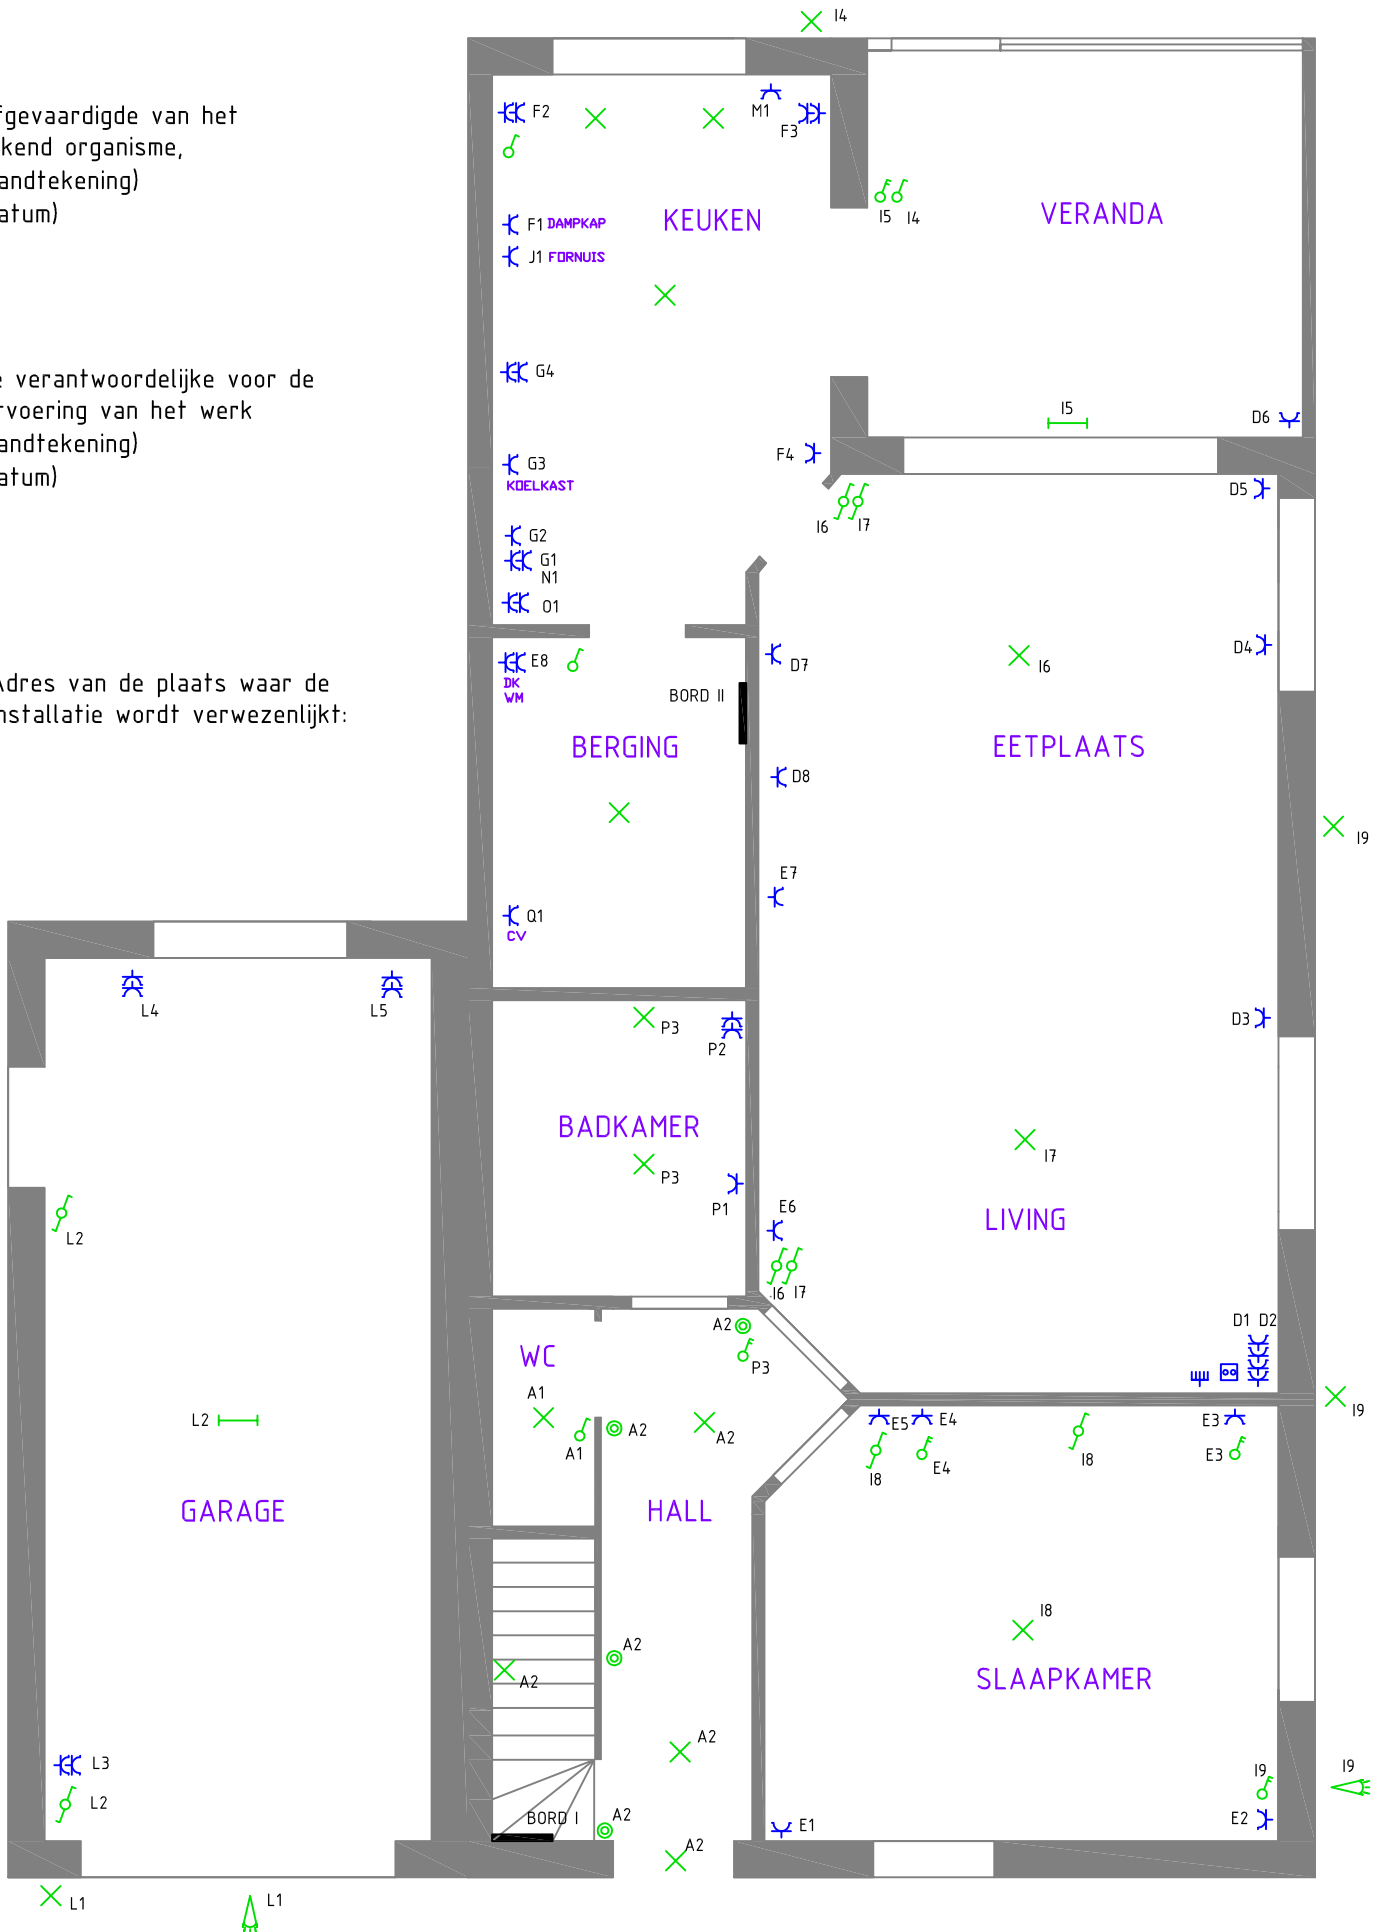 I4
fgevaardigde van het
kend organisme,
andtekening)
atum)
F2
M1
F3
I5
I4
KEUKEN
VERANDA
F1 DAMPKAP
J1 FORNUIS
e verantwoordelijke voor de
tvoering van het werk
andtekening)
atum)
G4
I5
D6
F4
G3
KOELKAST
D5
I6
I7
G2
G1
N1
O1
E8
DK
WM
D7
I6
D4
Adres van de plaats waar de
nstallatie wordt verwezenlijkt:
BORD II
BERGING
EETPLAATS
D8
I9
E7
Q1
CV
L4
L5
P3
P2
D3
BADKAMER
P3
P1
I7
L2
E6
LIVING
I6
I7
A2
P3
D1
D2
WC
A1
A1
A2
A2
I9
E5
E4
E3
I8
E4
I8
E3
L2
GARAGE
HALL
I8
A2
A2
SLAAPKAMER
A2
L3
L2
I9
I9
BORD I
A2
E1
E2
A2
L1
L1